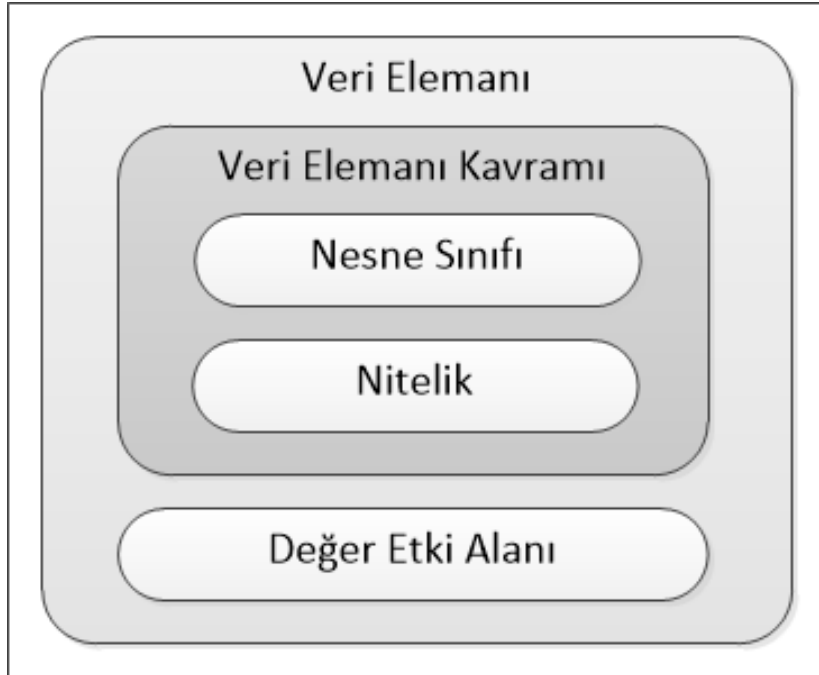 Veri Elemanı
Veri Elemanı Kavramı
Nesne Sınıfı
Nitelik
Değer Etki Alanı